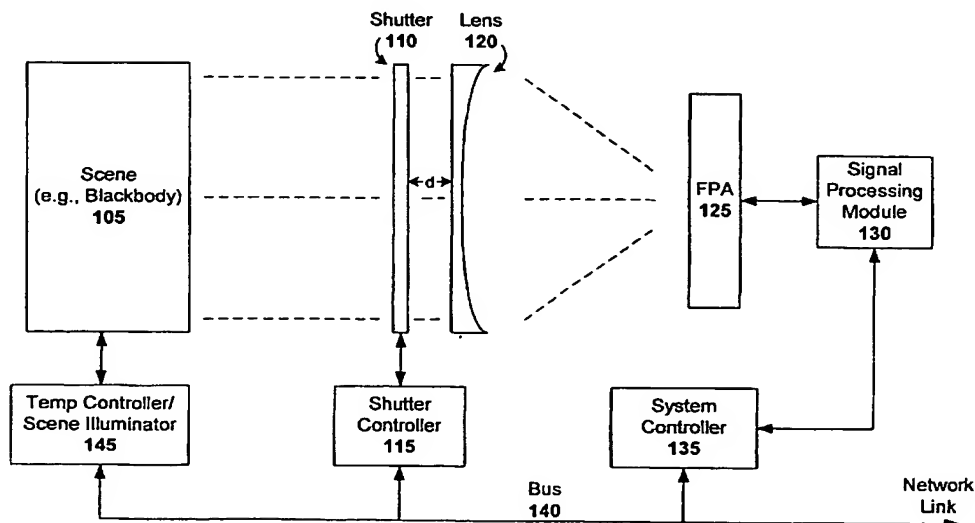 Shutter
110
Lens
120
Scene
(e.g., Blackbody)
105
d
FPA
125
Signal
Processing
Module
130
Temp Controller/
Scene Illuminator
145
Shutter
Controller
115
System
Controller
135
Bus
140
Network
Link